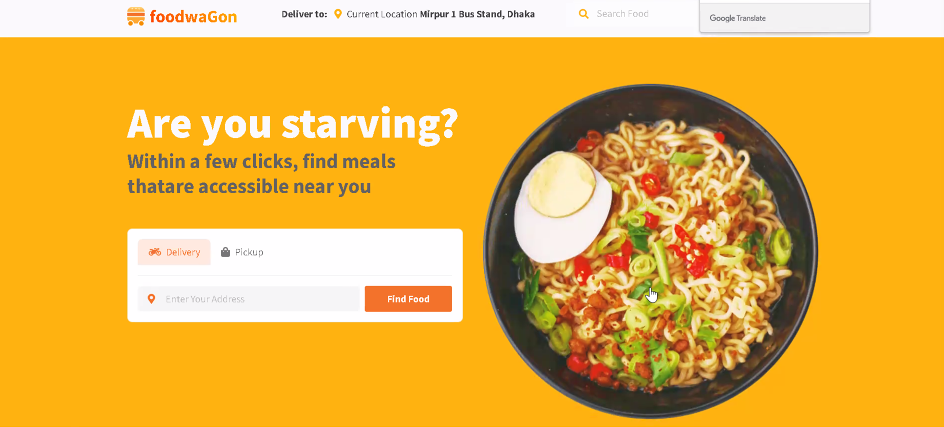 foodwaGon
Deliver to: Current Location Mirpur 1 Bus Stand, Dhaka
Search Food
Google Translate
Are you starving?
Within a few clicks, find meals
thatare accessible near you
Delivery
Pickup
Enter Your Address
Find Food